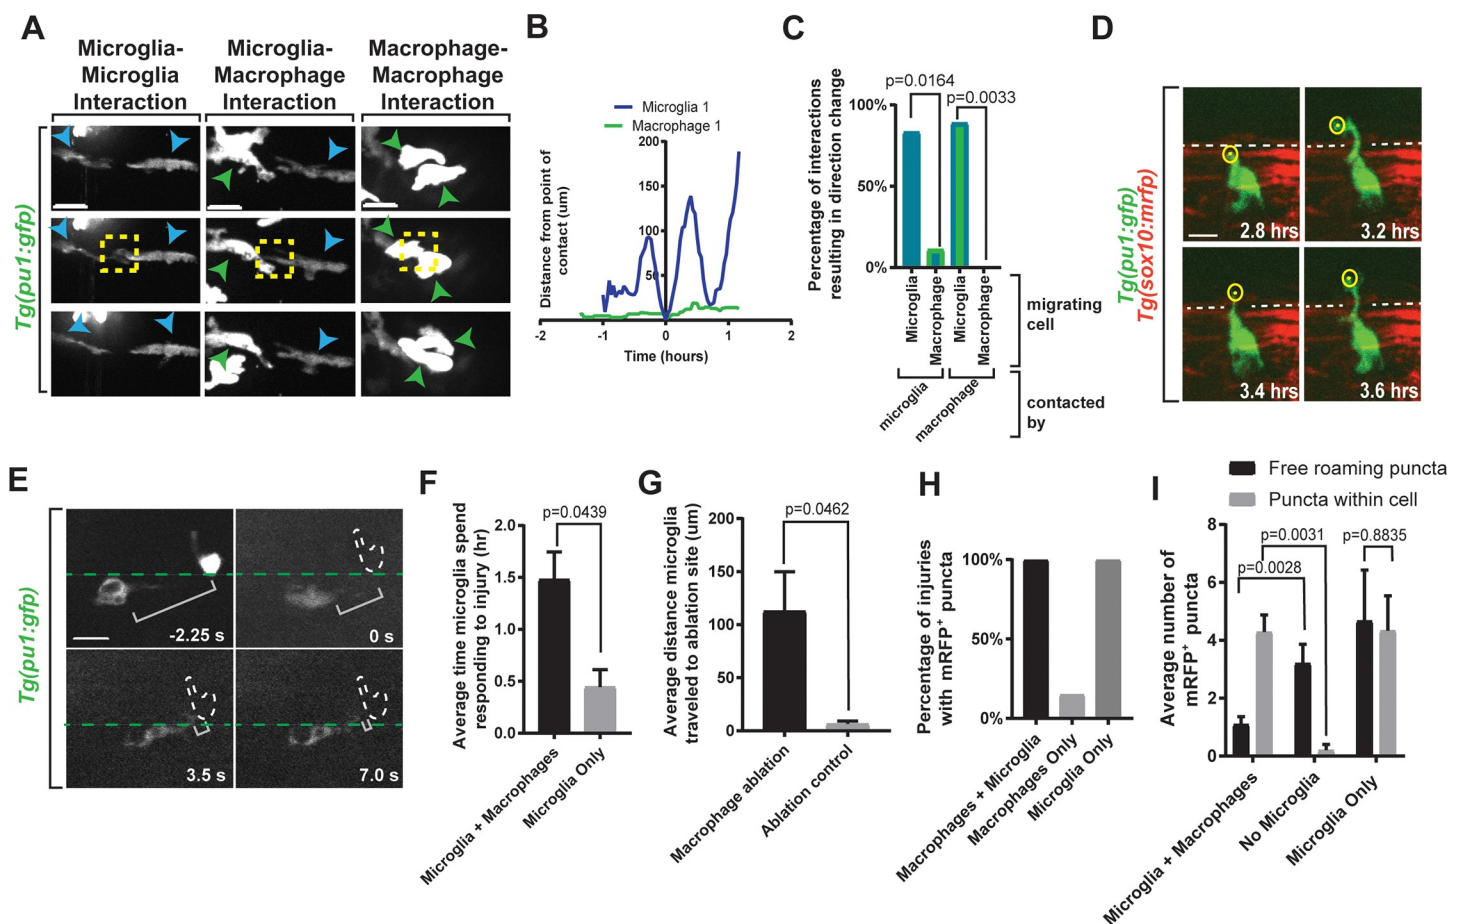 A
Microglia-
Microglia
Interaction
Microglia-
Macrophage
Interaction
Macrophage-
Macrophage
Interaction
Tg(pu1:gfp)
B
Microglia 1
Macrophage 1
Distance from point of
contact (um)
200
150
100
50
-2
-1
0
1
2
Time (hours)
C
p=0.0164
p=0.0033
Percentage of interactions
resulting in direction change
100%
50%
0%
Microglia
Macrophage
Microglia
Macrophage
migrating
cell
microglia
macrophage
contacted
by
D
Tg(pu1:gfp)
Tg(sox10:mrfp)
2.8 hrs
3.2 hrs
3.4 hrs
3.6 hrs
E
Tg(pu1:gfp)
-2.25 s
0 s
3.5 s
7.0 s
F
p=0.0439
Average time microglia spend
responding to injury (hr)
2.0
1.5
1.0
0.5
0.0
Microglia + Macrophages
Microglia Only
G
p=0.0462
Average distance microglia
traveled to ablation site (um)
200
150
100
50
0
Macrophage ablation
Ablation control
H
Percentage of injuries
with mRFP+ puncta
100%
50%
0%
Macrophages + Microglia
Macrophages Only
Microglia Only
I
Free roaming puncta
Puncta within cell
p=0.0031
p=0.8835
p=0.0028
Average number of
mRFP+ puncta
8
6
4
2
0
Microglia + Macrophages
No Microglia
Microglia Only